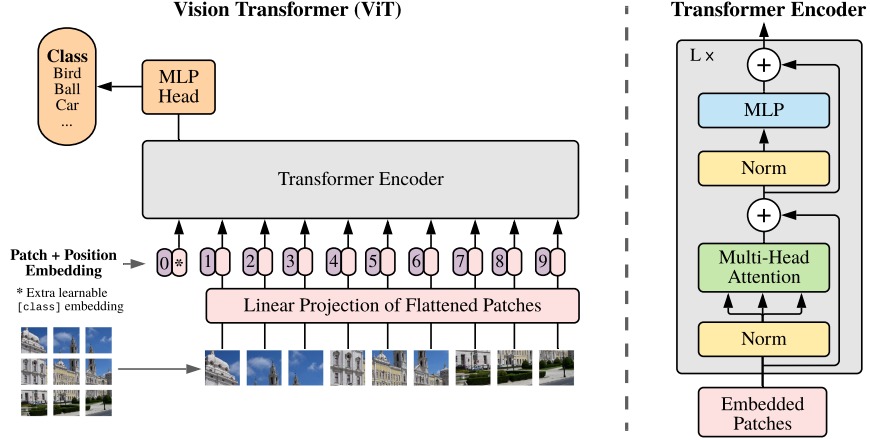 Vision Transformer (ViT)
Class
Bird
Ball
Car
...
MLP
Head
Transformer Encoder
Patch + Position
Embedding
0 * 1 2 3 4 5 6 7 8 9
* Extra learnable
[class] embedding
Linear Projection of Flattened Patches
Transformer Encoder
L ×
+
MLP
Norm
+
Multi-Head
Attention
Norm
Embedded
Patches